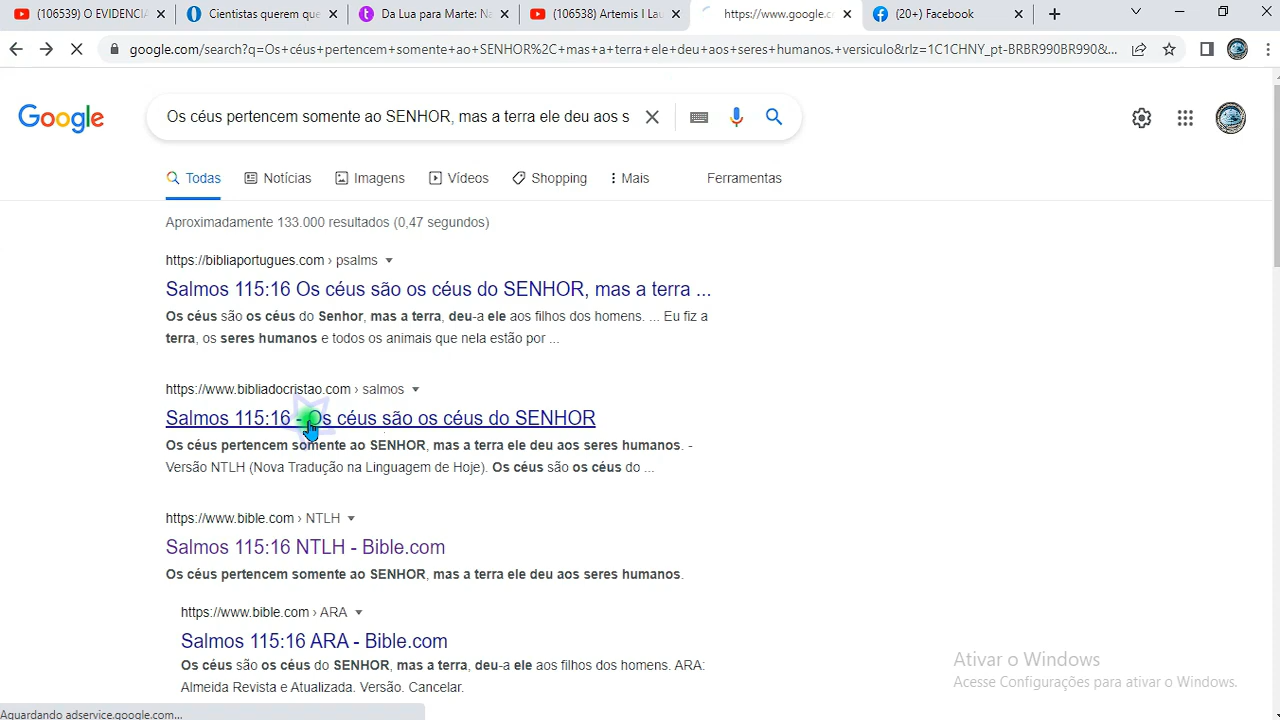 (106539) O EVIDENCIA
Cientistas querem que
Da Lua para Marte: Na
(106538) Artemis I Lau
https://www.google.co
(20+) Facebook
google.com/search?q=Os+céus+pertencem+somente+ao+SENHOR%2C+mas+a+terra+ele+deu+aos+seres+humanos.+versiculo&rlz=1C1CHNY_pt-BRBR990BR990&...
Google
Os céus pertencem somente ao SENHOR, mas a terra ele deu aos s
Todas
Notícias
Imagens
Vídeos
Shopping
Mais
Ferramentas
Aproximadamente 133.000 resultados (0,47 segundos)
https://bibliaportugues.com › psalms
Salmos 115:16 Os céus são os céus do SENHOR, mas a terra ...
Os céus são os céus do Senhor, mas a terra, deu-a ele aos filhos dos homens. ... Eu fiz a
terra, os seres humanos e todos os animais que nela estão por ...
https://www.bibliadocristao.com › salmos
Salmos 115:16 - Os céus são os céus do SENHOR
Os céus pertencem somente ao SENHOR, mas a terra ele deu aos seres humanos. -
Versão NTLH (Nova Tradução na Linguagem de Hoje). Os céus são os céus do ...
https://www.bible.com › NTLH
Salmos 115:16 NTLH - Bible.com
Os céus pertencem somente ao SENHOR, mas a terra ele deu aos seres humanos.
https://www.bible.com › ARA
Salmos 115:16 ARA - Bible.com
Os céus são os céus do SENHOR, mas a terra, deu-a ele aos filhos dos homens. ARA:
Almeida Revista e Atualizada. Versão. Cancelar.
Ativar o Windows
Acesse Configurações para ativar o Windows.
Aguardando adservice.google.com...